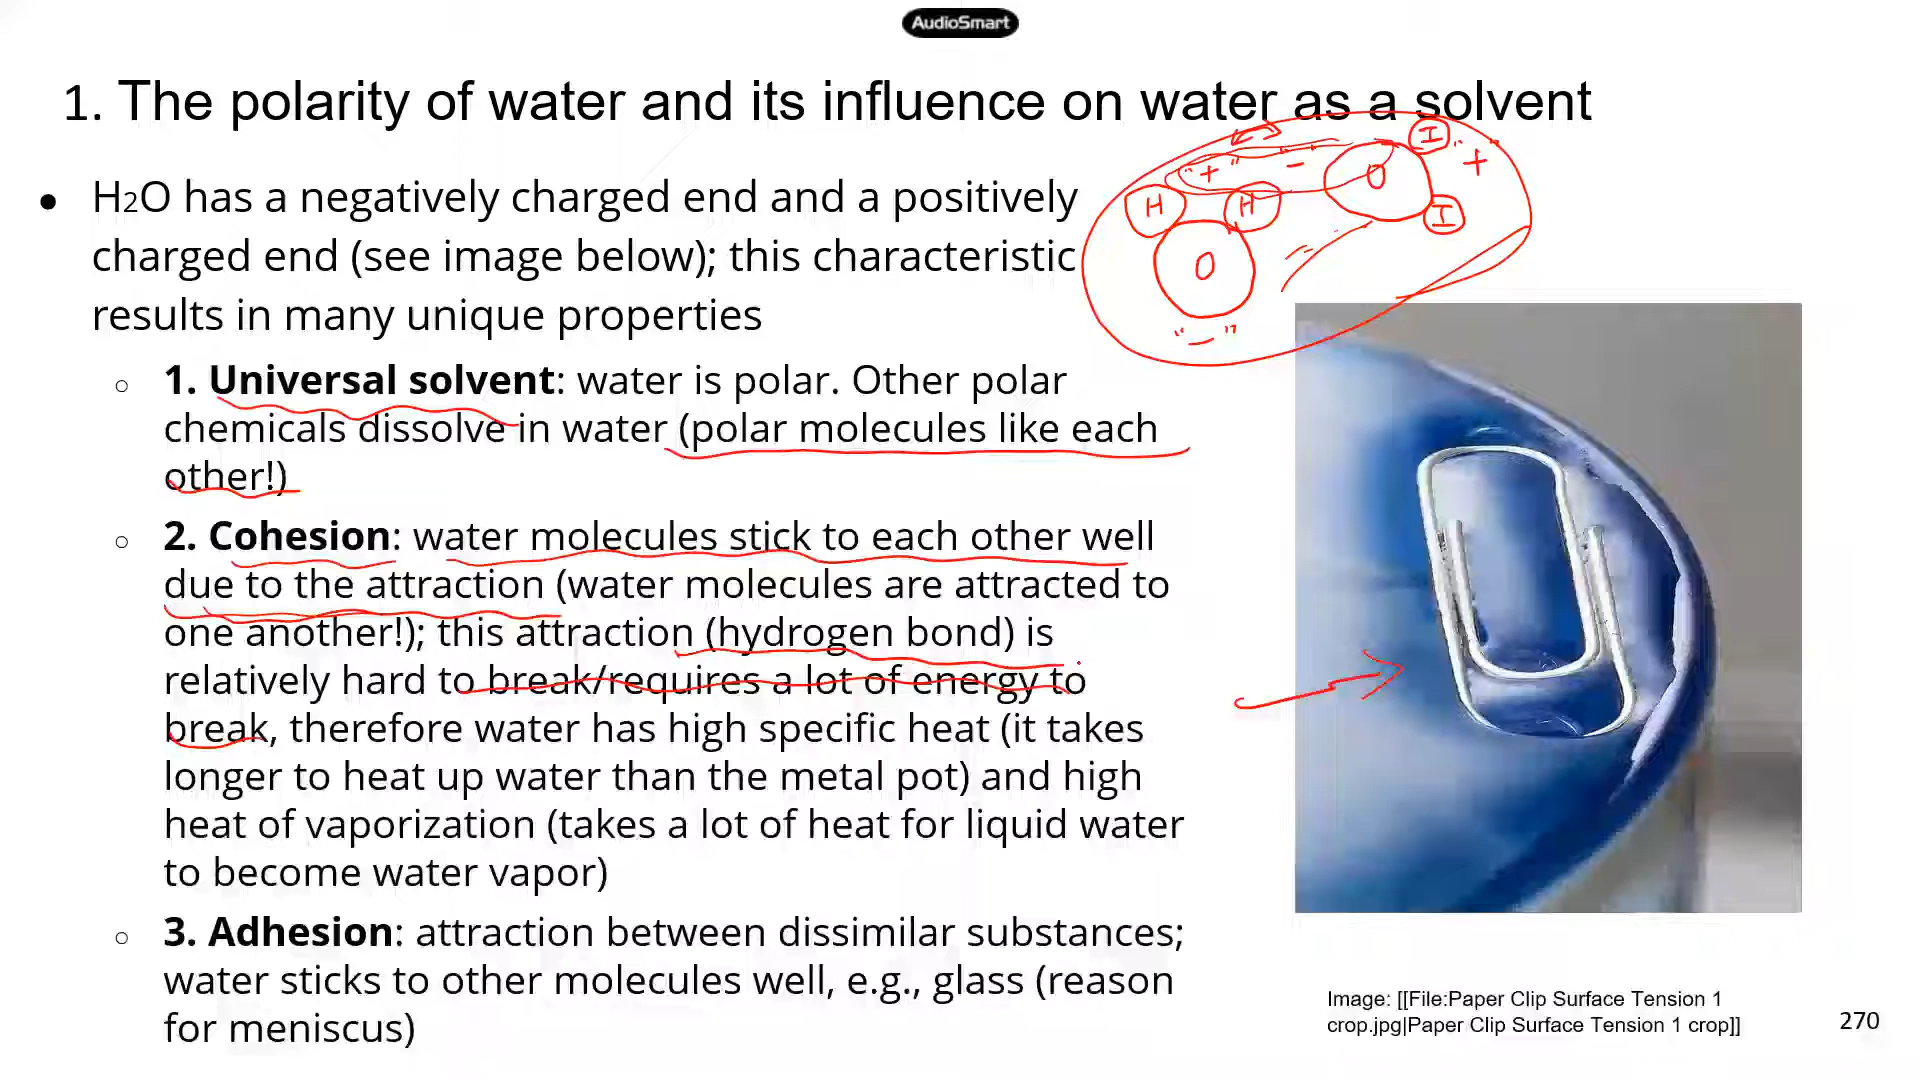 AudioSmart
1. The polarity of water and its influence on water as a solvent
● H2O has a negatively charged end and a positively
charged end (see image below); this characteristic
results in many unique properties
○ 1. Universal solvent: water is polar. Other polar
chemicals dissolve in water (polar molecules like each
other!)
○ 2. Cohesion: water molecules stick to each other well
due to the attraction (water molecules are attracted to
one another!); this attraction (hydrogen bond) is
relatively hard to break/requires a lot of energy to
break, therefore water has high specific heat (it takes
longer to heat up water than the metal pot) and high
heat of vaporization (takes a lot of heat for liquid water
to become water vapor)
○ 3. Adhesion: attraction between dissimilar substances;
water sticks to other molecules well, e.g., glass (reason
for meniscus)
"+" "-" O I I "+"
H H
O
"-"
Image: [[File:Paper Clip Surface Tension 1
crop.jpg|Paper Clip Surface Tension 1 crop]]
270